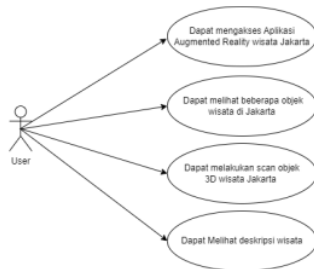 Dapat mengakses Aplikasi
Augmented Reality wisata Jakarta
Dapat melihat beberapa objek
wisata di Jakarta
User
Dapat melakukan scan objek
3D wisata Jakarta
Dapat Melihat deskripsi wisata